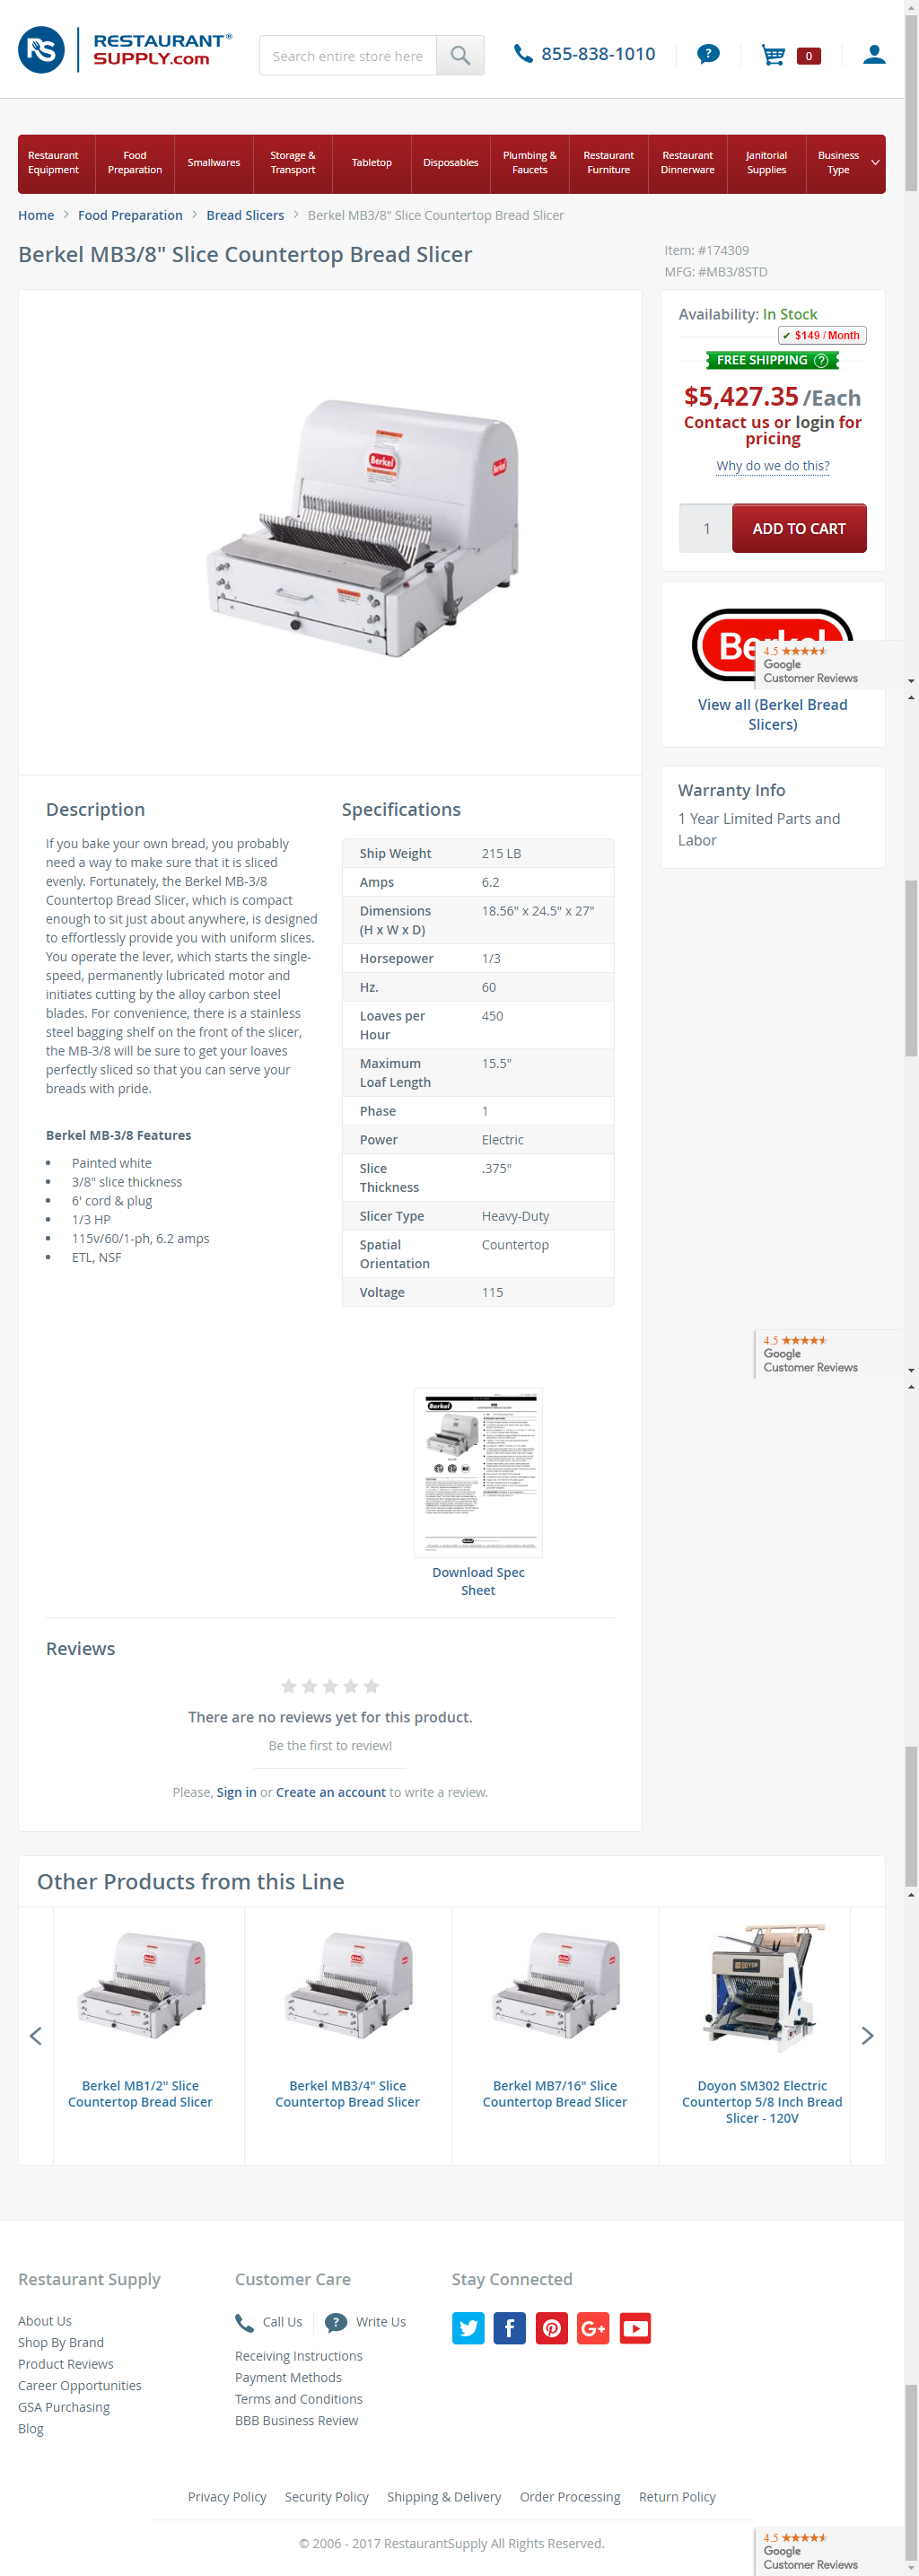 RS RESTAURANT®
SUPPLY.com
Search entire store here
855-838-1010
?
0
Restaurant Equipment
Food Preparation
Smallwares
Storage & Transport
Tabletop
Disposables
Plumbing & Faucets
Restaurant Furniture
Restaurant Dinnerware
Janitorial Supplies
Business Type
Home > Food Preparation > Bread Slicers > Berkel MB3/8" Slice Countertop Bread Slicer
Berkel MB3/8" Slice Countertop Bread Slicer
Item: #174309
MFG: #MB3/8STD
Availability: In Stock
✔ $149 / Month
FREE SHIPPING ?
$5,427.35 /Each
Contact us or login for
pricing
Why do we do this?
1
ADD TO CART
Berkel
Berkel
4.5 ★★★★★
Google
Customer Reviews
View all (Berkel Bread
Slicers)
Warranty Info
1 Year Limited Parts and
Labor
Description
If you bake your own bread, you probably
need a way to make sure that it is sliced
evenly. Fortunately, the Berkel MB-3/8
Countertop Bread Slicer, which is compact
enough to sit just about anywhere, is designed
to effortlessly provide you with uniform slices.
You operate the lever, which starts the single-
speed, permanently lubricated motor and
initiates cutting by the alloy carbon steel
blades. For convenience, there is a stainless
steel bagging shelf on the front of the slicer,
the MB-3/8 will be sure to get your loaves
perfectly sliced so that you can serve your
breads with pride.
Berkel MB-3/8 Features
• Painted white
• 3/8" slice thickness
• 6' cord & plug
• 1/3 HP
• 115v/60/1-ph, 6.2 amps
• ETL, NSF
Specifications
Ship Weight 215 LB
Amps 6.2
Dimensions 18.56" x 24.5" x 27"
(H x W x D)
Horsepower 1/3
Hz. 60
Loaves per 450
Hour
Maximum 15.5"
Loaf Length
Phase 1
Power Electric
Slice .375"
Thickness
Slicer Type Heavy-Duty
Spatial Countertop
Orientation
Voltage 115
4.5 ★★★★★
Google
Customer Reviews
Berkel
Download Spec
Sheet
Reviews
There are no reviews yet for this product.
Be the first to review!
Please, Sign in or Create an account to write a review.
Other Products from this Line
Berkel MB1/2" Slice
Countertop Bread Slicer
Berkel MB3/4" Slice
Countertop Bread Slicer
Berkel MB7/16" Slice
Countertop Bread Slicer
DOYON
Doyon SM302 Electric
Countertop 5/8 Inch Bread
Slicer - 120V
Restaurant Supply
About Us
Shop By Brand
Product Reviews
Career Opportunities
GSA Purchasing
Blog
Customer Care
Call Us ? Write Us
Receiving Instructions
Payment Methods
Terms and Conditions
BBB Business Review
Stay Connected
f G+
Privacy Policy Security Policy Shipping & Delivery Order Processing Return Policy
© 2006 - 2017 RestaurantSupply All Rights Reserved.
4.5 ★★★★★
Google
Customer Reviews